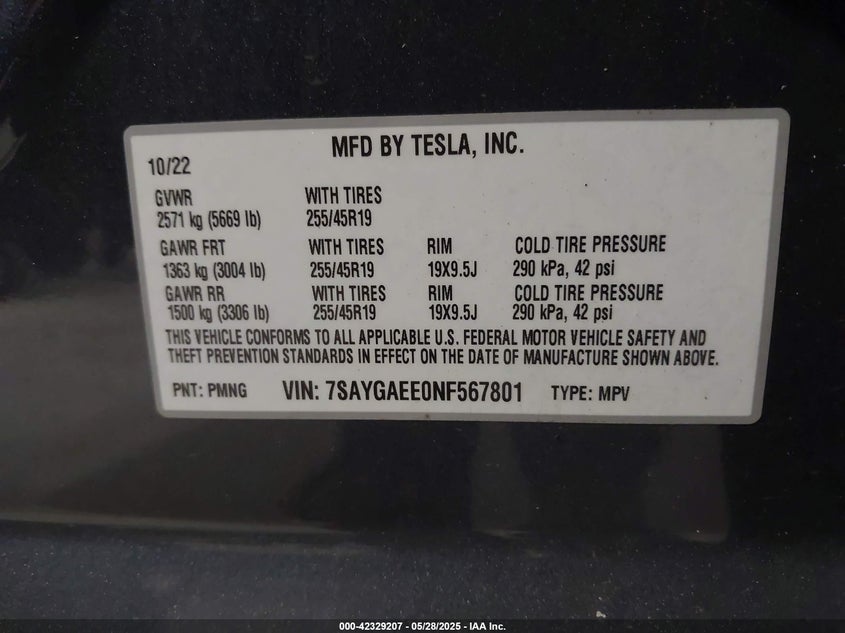 MFD BY TESLA, INC.
10/22
GVWR WITH TIRES
2571 kg (5669 lb) 255/45R19
GAWR FRT WITH TIRES RIM COLD TIRE PRESSURE
1363 kg (3004 lb) 255/45R19 19X9.5J 290 kPa, 42 psi
GAWR RR WITH TIRES RIM COLD TIRE PRESSURE
1500 kg (3306 lb) 255/45R19 19X9.5J 290 kPa, 42 psi
THIS VEHICLE CONFORMS TO ALL APPLICABLE U.S. FEDERAL MOTOR VEHICLE SAFETY AND
THEFT PREVENTION STANDARDS IN EFFECT ON THE DATE OF MANUFACTURE SHOWN ABOVE.
PNT: PMNG VIN: 7SAYGAEE0NF567801 TYPE: MPV
000-42329207 - 05/28/2025 - IAA Inc.